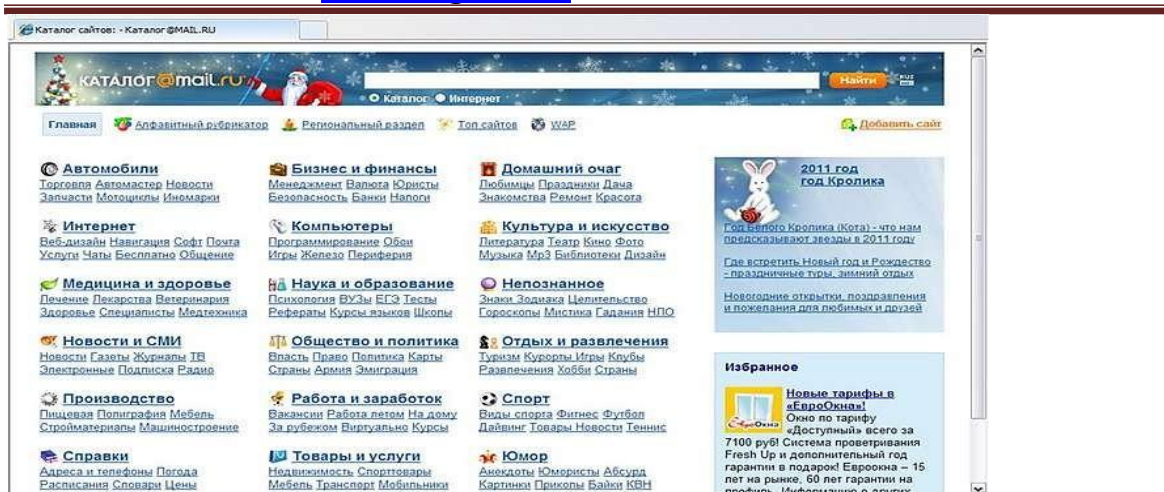 Каталог сайтов: - Каталог @MAIL.RU
каталог@mail.ru
Найти
Каталог Интернет
Главная Алфавитный рубрикатор Региональный раздел Топ сайтов WAP Добавить сайт
Автомобили
Торговля Автомастер Новости
Запчасти Мотоциклы Иномарки
Бизнес и финансы
Менеджмент Валюта Юристы
Безопасность Банки Налоги
Домашний очаг
Любимцы Праздники Дача
Знакомства Ремонт Красота
Интернет
Веб-дизайн Навигация Софт Почта
Услуги Чаты Бесплатно Общение
Компьютеры
Программирование Обои
Игры Железо Периферия
Культура и искусство
Литература Театр Кино Фото
Музыка Mp3 Библиотеки Дизайн
Медицина и здоровье
Лечение Лекарства Ветеринария
Здоровье Специалисты Медтехника
Наука и образование
Психология ВУЗы ЕГЭ Тесты
Рефераты Курсы языков Школы
Непознанное
Знаки Зодиака Целительство
Гороскопы Мистика Гадания НЛО
Новости и СМИ
Новости Газеты Журналы ТВ
Электронные Подписка Радио
Общество и политика
Власть Право Политика Карты
Страны Армия Эмиграция
Отдых и развлечения
Туризм Курорты Игры Клубы
Развлечения Хобби Страны
Производство
Пищевая Полиграфия Мебель
Стройматериалы Машиностроение
Работа и заработок
Вакансии Работа летом На дому
За рубежом Виртуально Курсы
Спорт
Виды спорта Фитнес Футбол
Дайвинг Товары Новости Теннис
Справки
Адреса и телефоны Погода
Расписания Словари Цены
Товары и услуги
Недвижимость Спорттовары
Мебель Транспорт Мобильники
Юмор
Анекдоты Юмористы Абсурд
Картинки Приколы Байки КВН
2011 год
год Кролика
Год Белого Кролика (Кота) - что нам
предсказывают звезды в 2011 году
Где встретить Новый год и Рождество
- праздничные туры, зимний отдых
Новогодние открытки, поздравления
и пожелания для любимых и друзей
Избранное
Новые тарифы в
«ЕвроОкна»!
Окно по тарифу
«Доступный» всего за
7100 руб! Система проветривания
Fresh Up и дополнительный год
гарантии в подарок! Евроокна – 15
лет на рынке, 60 лет гарантии на
профиль. Информацию о других